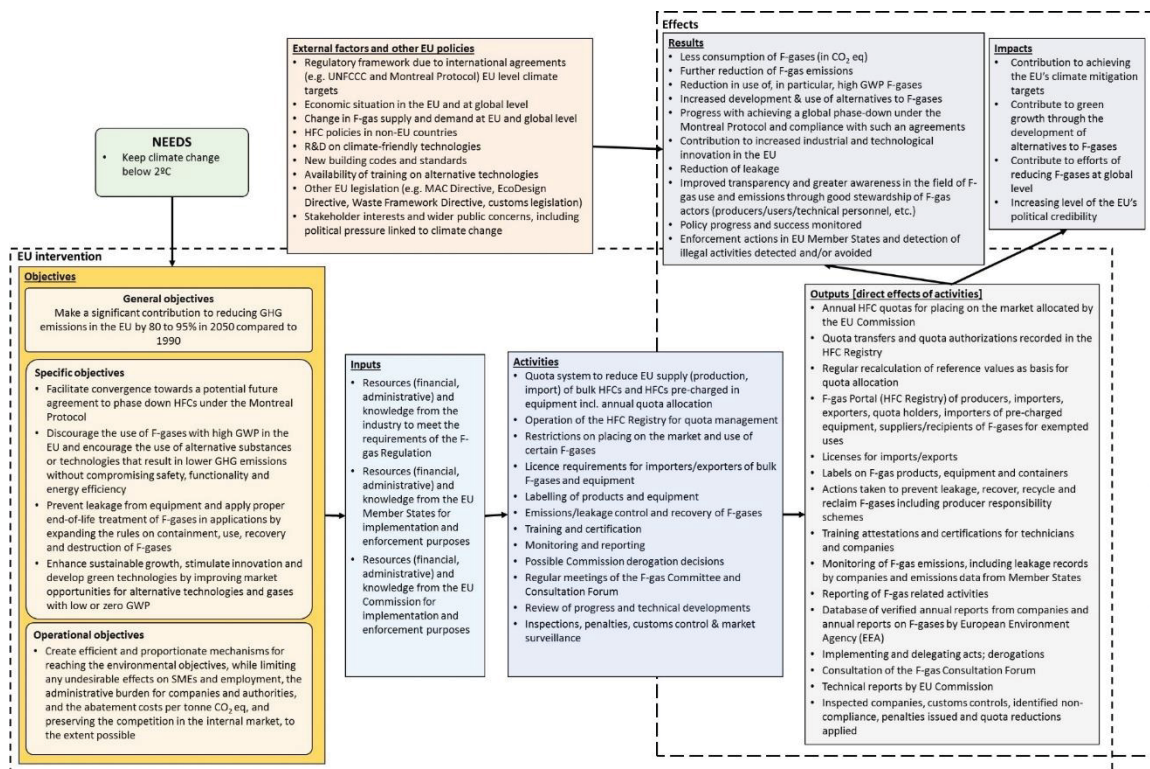 NEEDS
• Keep climate change
below 2ºC
External factors and other EU policies
• Regulatory framework due to international agreements
(e.g. UNFCCC and Montreal Protocol) EU level climate
targets
• Economic situation in the EU and at global level
• Change in F-gas supply and demand at EU and global level
• HFC policies in non-EU countries
• R&D on climate-friendly technologies
• New building codes and standards
• Availability of training on alternative technologies
• Other EU legislation (e.g. MAC Directive, EcoDesign
Directive, Waste Framework Directive, customs legislation)
• Stakeholder interests and wider public concerns, including
political pressure linked to climate change
Effects
Results
• Less consumption of F-gases (in CO₂ eq)
• Further reduction of F-gas emissions
• Reduction in use of, in particular, high GWP F-gases
• Increased development & use of alternatives to F-gases
• Progress with achieving a global phase-down under the
Montreal Protocol and compliance with such an agreements
• Contribution to increased industrial and technological
innovation in the EU
• Reduction of leakage
• Improved transparency and greater awareness in the field of F-
gas use and emissions through good stewardship of F-gas
actors (producers/users/technical personnel, etc.)
• Policy progress and success monitored
• Enforcement actions in EU Member States and detection of
illegal activities detected and/or avoided
Impacts
• Contribution to achieving
the EU's climate mitigation
targets
• Contribute to green
growth through the
development of
alternatives to F-gases
• Contribute to efforts of
reducing F-gases at global
level
• Increasing level of the EU's
political credibility
EU intervention
Objectives
General objectives
Make a significant contribution to reducing GHG
emissions in the EU by 80 to 95% in 2050 compared to
1990
Specific objectives
• Facilitate convergence towards a potential future
agreement to phase down HFCs under the Montreal
Protocol
• Discourage the use of F-gases with high GWP in the
EU and encourage the use of alternative substances
or technologies that result in lower GHG emissions
without compromising safety, functionality and
energy efficiency
• Prevent leakage from equipment and apply proper
end-of-life treatment of F-gases in applications by
expanding the rules on containment, use, recovery
and destruction of F-gases
• Enhance sustainable growth, stimulate innovation and
develop green technologies by improving market
opportunities for alternative technologies and gases
with low or zero GWP
Operational objectives
• Create efficient and proportionate mechanisms for
reaching the environmental objectives, while limiting
any undesirable effects on SMEs and employment, the
administrative burden for companies and authorities,
and the abatement costs per tonne CO₂ eq, and
preserving the competition in the internal market, to
the extent possible
Inputs
• Resources (financial,
administrative) and
knowledge from the
industry to meet the
requirements of the F-
gas Regulation
• Resources (financial,
administrative) and
knowledge from the EU
Member States for
implementation and
enforcement purposes
• Resources (financial,
administrative) and
knowledge from the EU
Commission for
implementation and
enforcement purposes
Activities
• Quota system to reduce EU supply (production,
import) of bulk HFCs and HFCs pre-charged in
equipment incl. annual quota allocation
• Operation of the HFC Registry for quota management
• Restrictions on placing on the market and use of
certain F-gases
• Licence requirements for importers/exporters of bulk
F-gases and equipment
• Labelling of products and equipment
• Emissions/leakage control and recovery of F-gases
• Training and certification
• Monitoring and reporting
• Possible Commission derogation decisions
• Regular meetings of the F-gas Committee and
Consultation Forum
• Review of progress and technical developments
• Inspections, penalties, customs control & market
surveillance
Outputs [direct effects of activities]
• Annual HFC quotas for placing on the market allocated by
the EU Commission
• Quota transfers and quota authorizations recorded in the
HFC Registry
• Regular recalculation of reference values as basis for
quota allocation
• F-gas Portal (HFC Registry) of producers, importers,
exporters, quota holders, importers of pre-charged
equipment, suppliers/recipients of F-gases for exempted
uses
• Licenses for imports/exports
• Labels on F-gas products, equipment and containers
• Actions taken to prevent leakage, recover, recycle and
reclaim F-gases including producer responsibility
schemes
• Training attestations and certifications for technicians
and companies
• Monitoring of F-gas emissions, including leakage records
by companies and emissions data from Member States
• Reporting of F-gas related activities
• Database of verified annual reports from companies and
annual reports on F-gases by European Environment
Agency (EEA)
• Implementing and delegating acts; derogations
• Consultation of the F-gas Consultation Forum
• Technical reports by EU Commission
• Inspected companies, customs controls, identified non-
compliance, penalties issued and quota reductions
applied